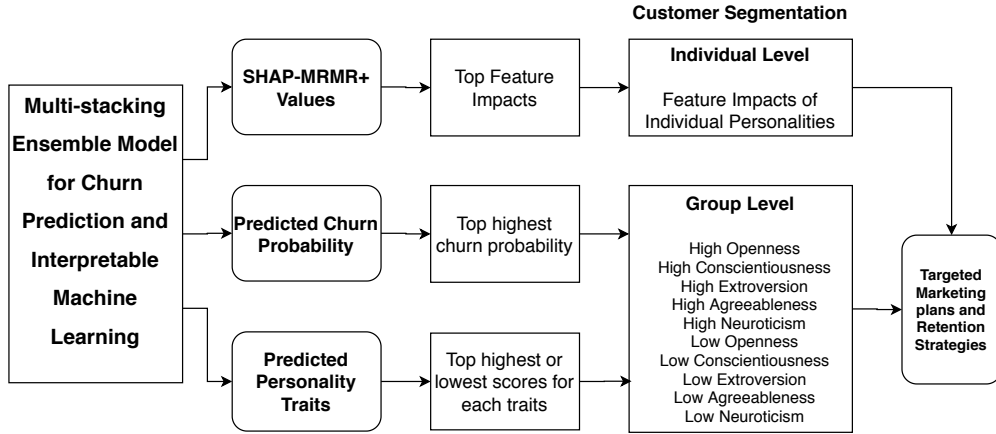 Customer Segmentation
Multi-stacking
Ensemble Model
for Churn
Prediction and
Interpretable
Machine
Learning
SHAP-MRMR+
Values
Top Feature
Impacts
Individual Level
Feature Impacts of
Individual Personalities
Predicted Churn
Probability
Top highest
churn probability
Group Level
High Openness
High Conscientiousness
High Extroversion
High Agreeableness
High Neuroticism
Low Openness
Low Conscientiousness
Low Extroversion
Low Agreeableness
Low Neuroticism
Predicted
Personality
Traits
Top highest or
lowest scores for
each traits
Targeted
Marketing
plans and
Retention
Strategies